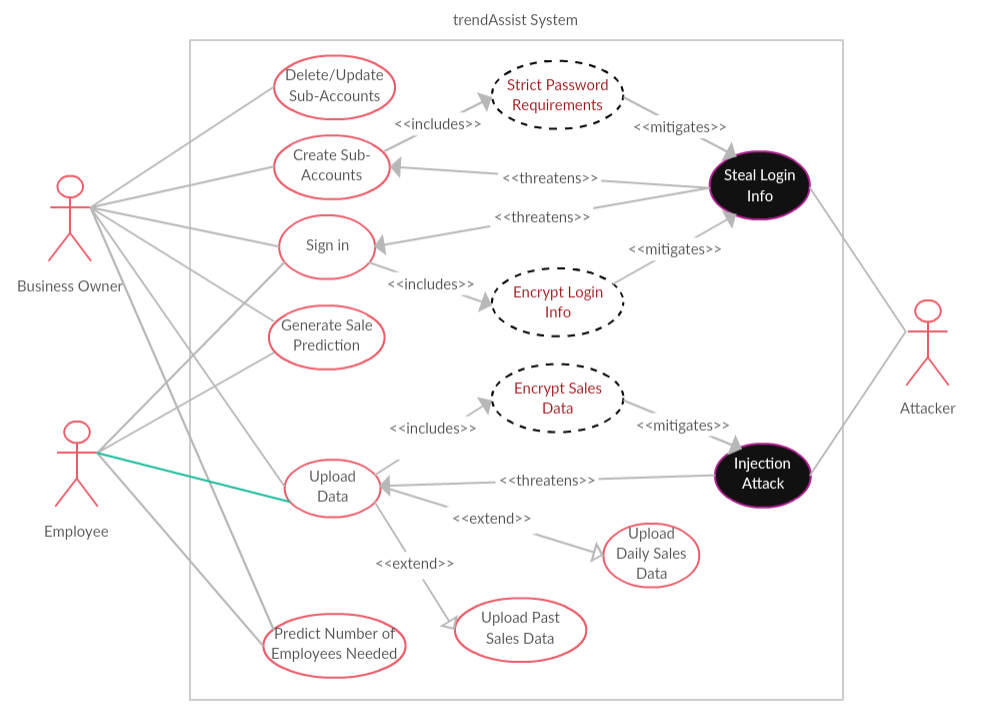 trendAssist System
Delete/Update
Sub-Accounts
Strict Password
Requirements
<<includes>>
<<mitigates>>
Create Sub-
Accounts
<<threatens>>
Steal Login
Info
<<threatens>>
Sign in
<<mitigates>>
Business Owner
<<includes>>
Encrypt Login
Info
Generate Sale
Prediction
Encrypt Sales
Data
Attacker
<<includes>>
<<mitigates>>
Injection
Attack
Upload
Data
<<threatens>>
Employee
<<extend>>
Upload
Daily Sales
Data
<<extend>>
Upload Past
Sales Data
Predict Number of
Employees Needed